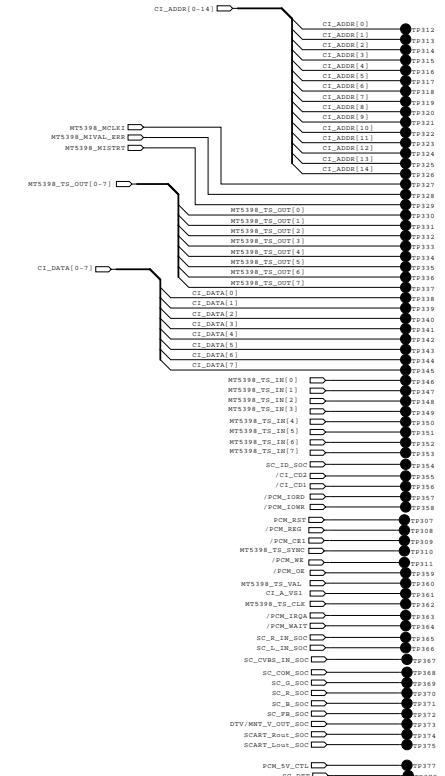 CI_ADDR[0-14]
CI_ADDR[0] TP312
CI_ADDR[1] TP313
CI_ADDR[2] TP314
CI_ADDR[3] TP315
CI_ADDR[4] TP316
CI_ADDR[5] TP317
CI_ADDR[6] TP318
CI_ADDR[7] TP319
CI_ADDR[8] TP320
CI_ADDR[9] TP321
CI_ADDR[10] TP322
CI_ADDR[11] TP323
CI_ADDR[12] TP324
CI_ADDR[13] TP325
CI_ADDR[14] TP326
MT5398_MCLKI TP327
MT5398_MIVAL_ERR TP328
MT5398_MISTRT TP329
MT5398_TS_OUT[0-7]
MT5398_TS_OUT[0] TP330
MT5398_TS_OUT[1] TP331
MT5398_TS_OUT[2] TP332
MT5398_TS_OUT[3] TP333
MT5398_TS_OUT[4] TP334
MT5398_TS_OUT[5] TP335
MT5398_TS_OUT[6] TP336
MT5398_TS_OUT[7] TP337
CI_DATA[0-7]
CI_DATA[0] TP338
CI_DATA[1] TP339
CI_DATA[2] TP340
CI_DATA[3] TP341
CI_DATA[4] TP342
CI_DATA[5] TP343
CI_DATA[6] TP344
CI_DATA[7] TP345
MT5398_TS_IN[0] TP346
MT5398_TS_IN[1] TP347
MT5398_TS_IN[2] TP348
MT5398_TS_IN[3] TP349
MT5398_TS_IN[4] TP350
MT5398_TS_IN[5] TP351
MT5398_TS_IN[6] TP352
MT5398_TS_IN[7] TP353
SC_ID_SOC TP354
/CI_CD2 TP355
/CI_CD1 TP356
/PCM_IORD TP357
/PCM_IOWR TP358
PCM_RST TP307
/PCM_REG TP308
/PCM_CE1 TP309
MT5398_TS_SYNC TP310
/PCM_WE TP311
/PCM_OE TP359
MT5398_TS_VAL TP360
CI_A_VS1 TP361
MT5398_TS_CLK TP362
/PCM_IRQA TP363
/PCM_WAIT TP364
SC_R_IN_SOC TP365
SC_L_IN_SOC TP366
SC_CVBS_IN_SOC TP367
SC_COM_SOC TP368
SC_G_SOC TP369
SC_R_SOC TP370
SC_B_SOC TP371
SC_FB_SOC TP372
DTV/MNT_V_OUT_SOC TP373
SCART_Rout_SOC TP374
SCART_Lout_SOC TP375
PCM_5V_CTL TP377